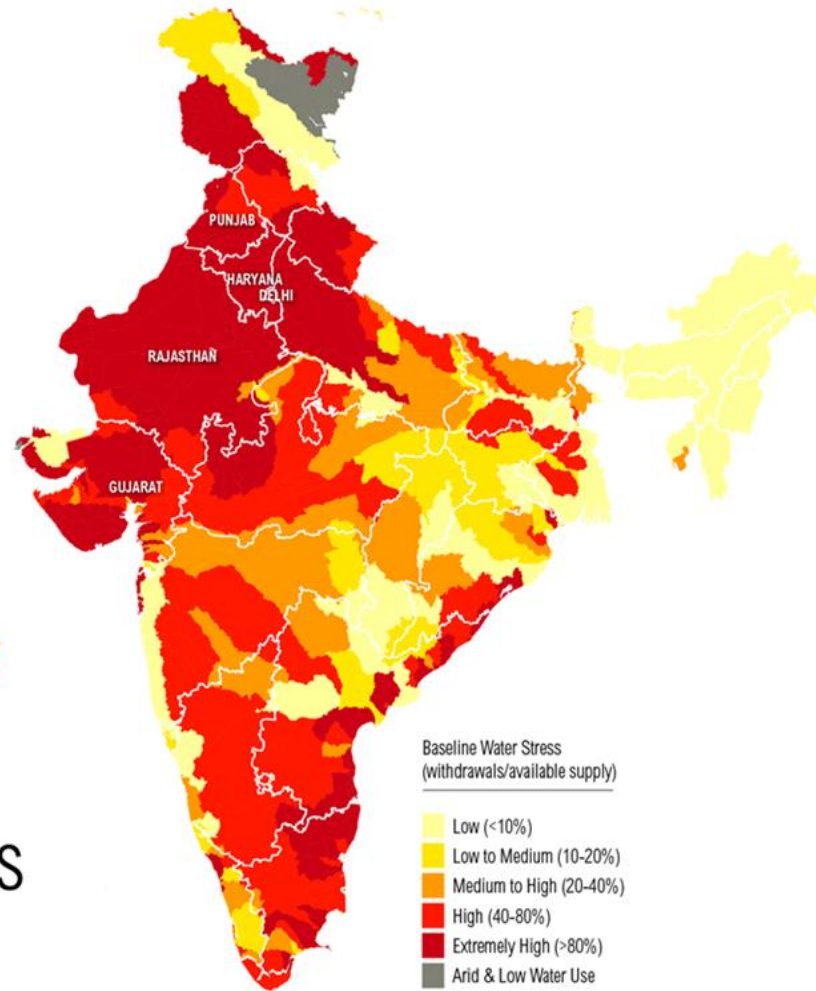 PUNJAB
HARYANA
DELHI
RAJASTHAN
GUJARAT
S
Baseline Water Stress
(withdrawals/available supply)
Low (<10%)
Low to Medium (10-20%)
Medium to High (20-40%)
High (40-80%)
Extremely High (>80%)
Arid & Low Water Use